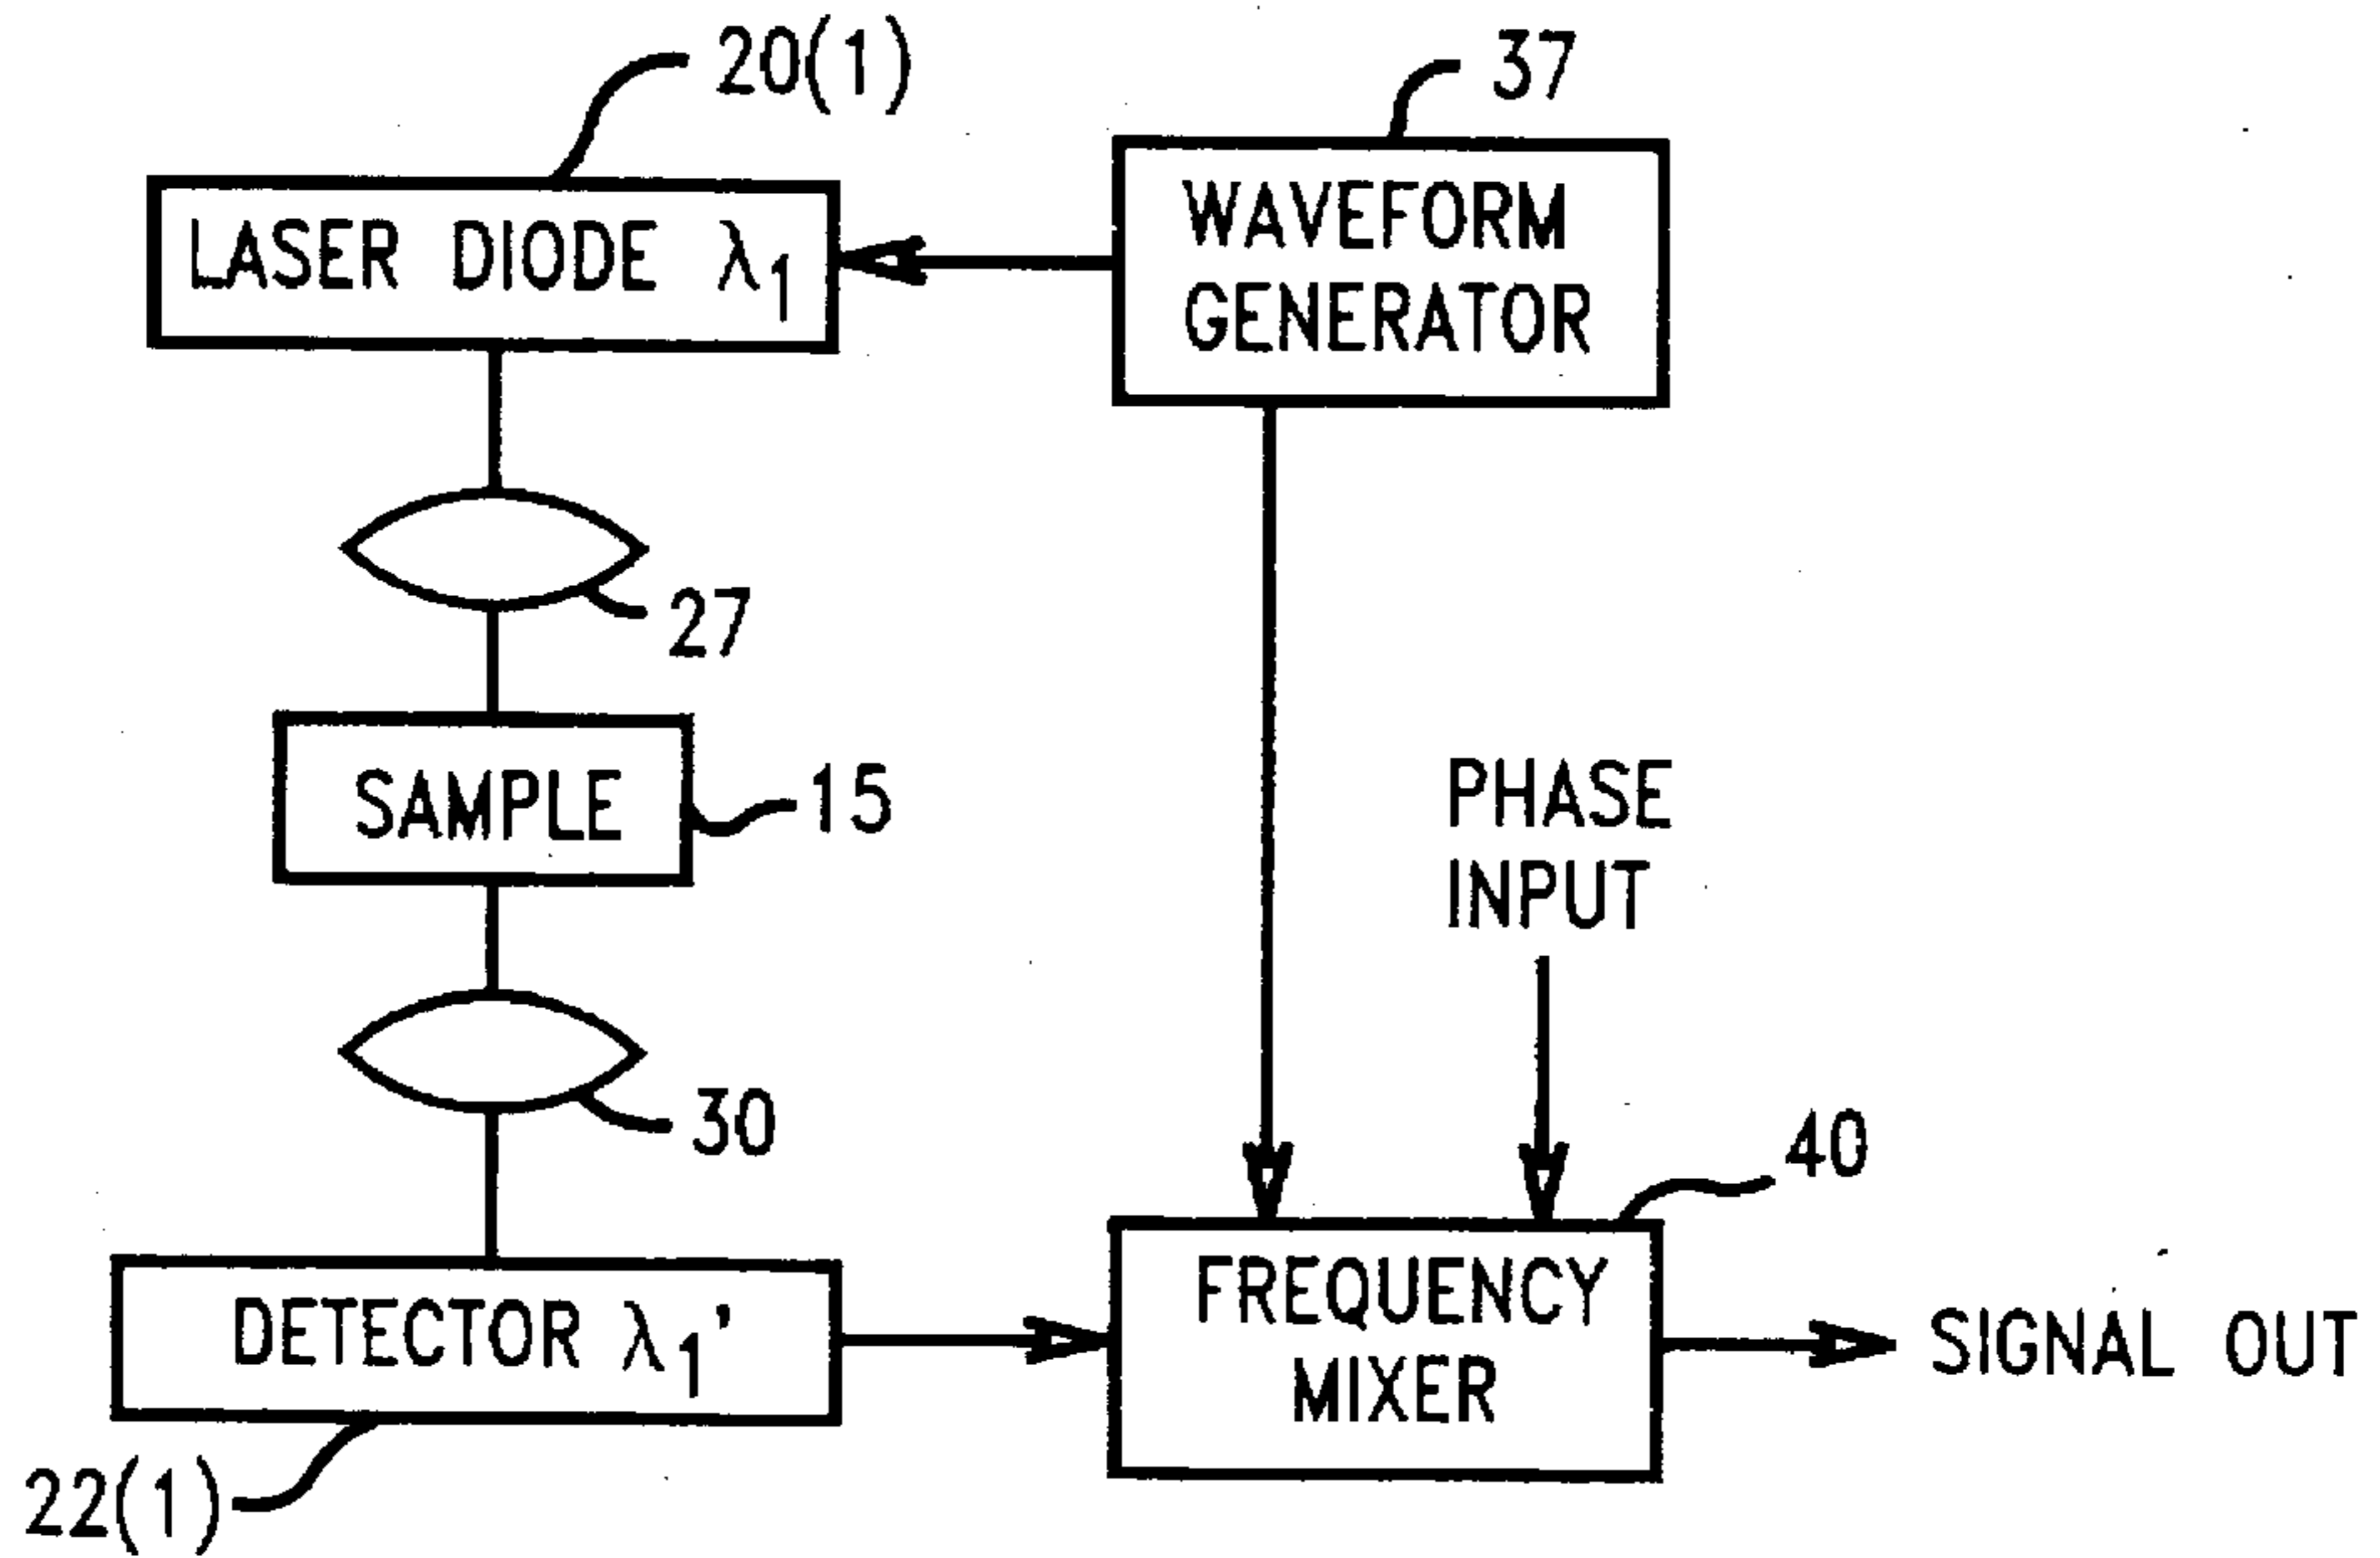 20(1)
37
LASER DIODE λ1
WAVEFORM
GENERATOR
27
SAMPLE
15
PHASE
INPUT
30
40
DETECTOR λ1'
FREQUENCY
MIXER
SIGNAL OUT
22(1)